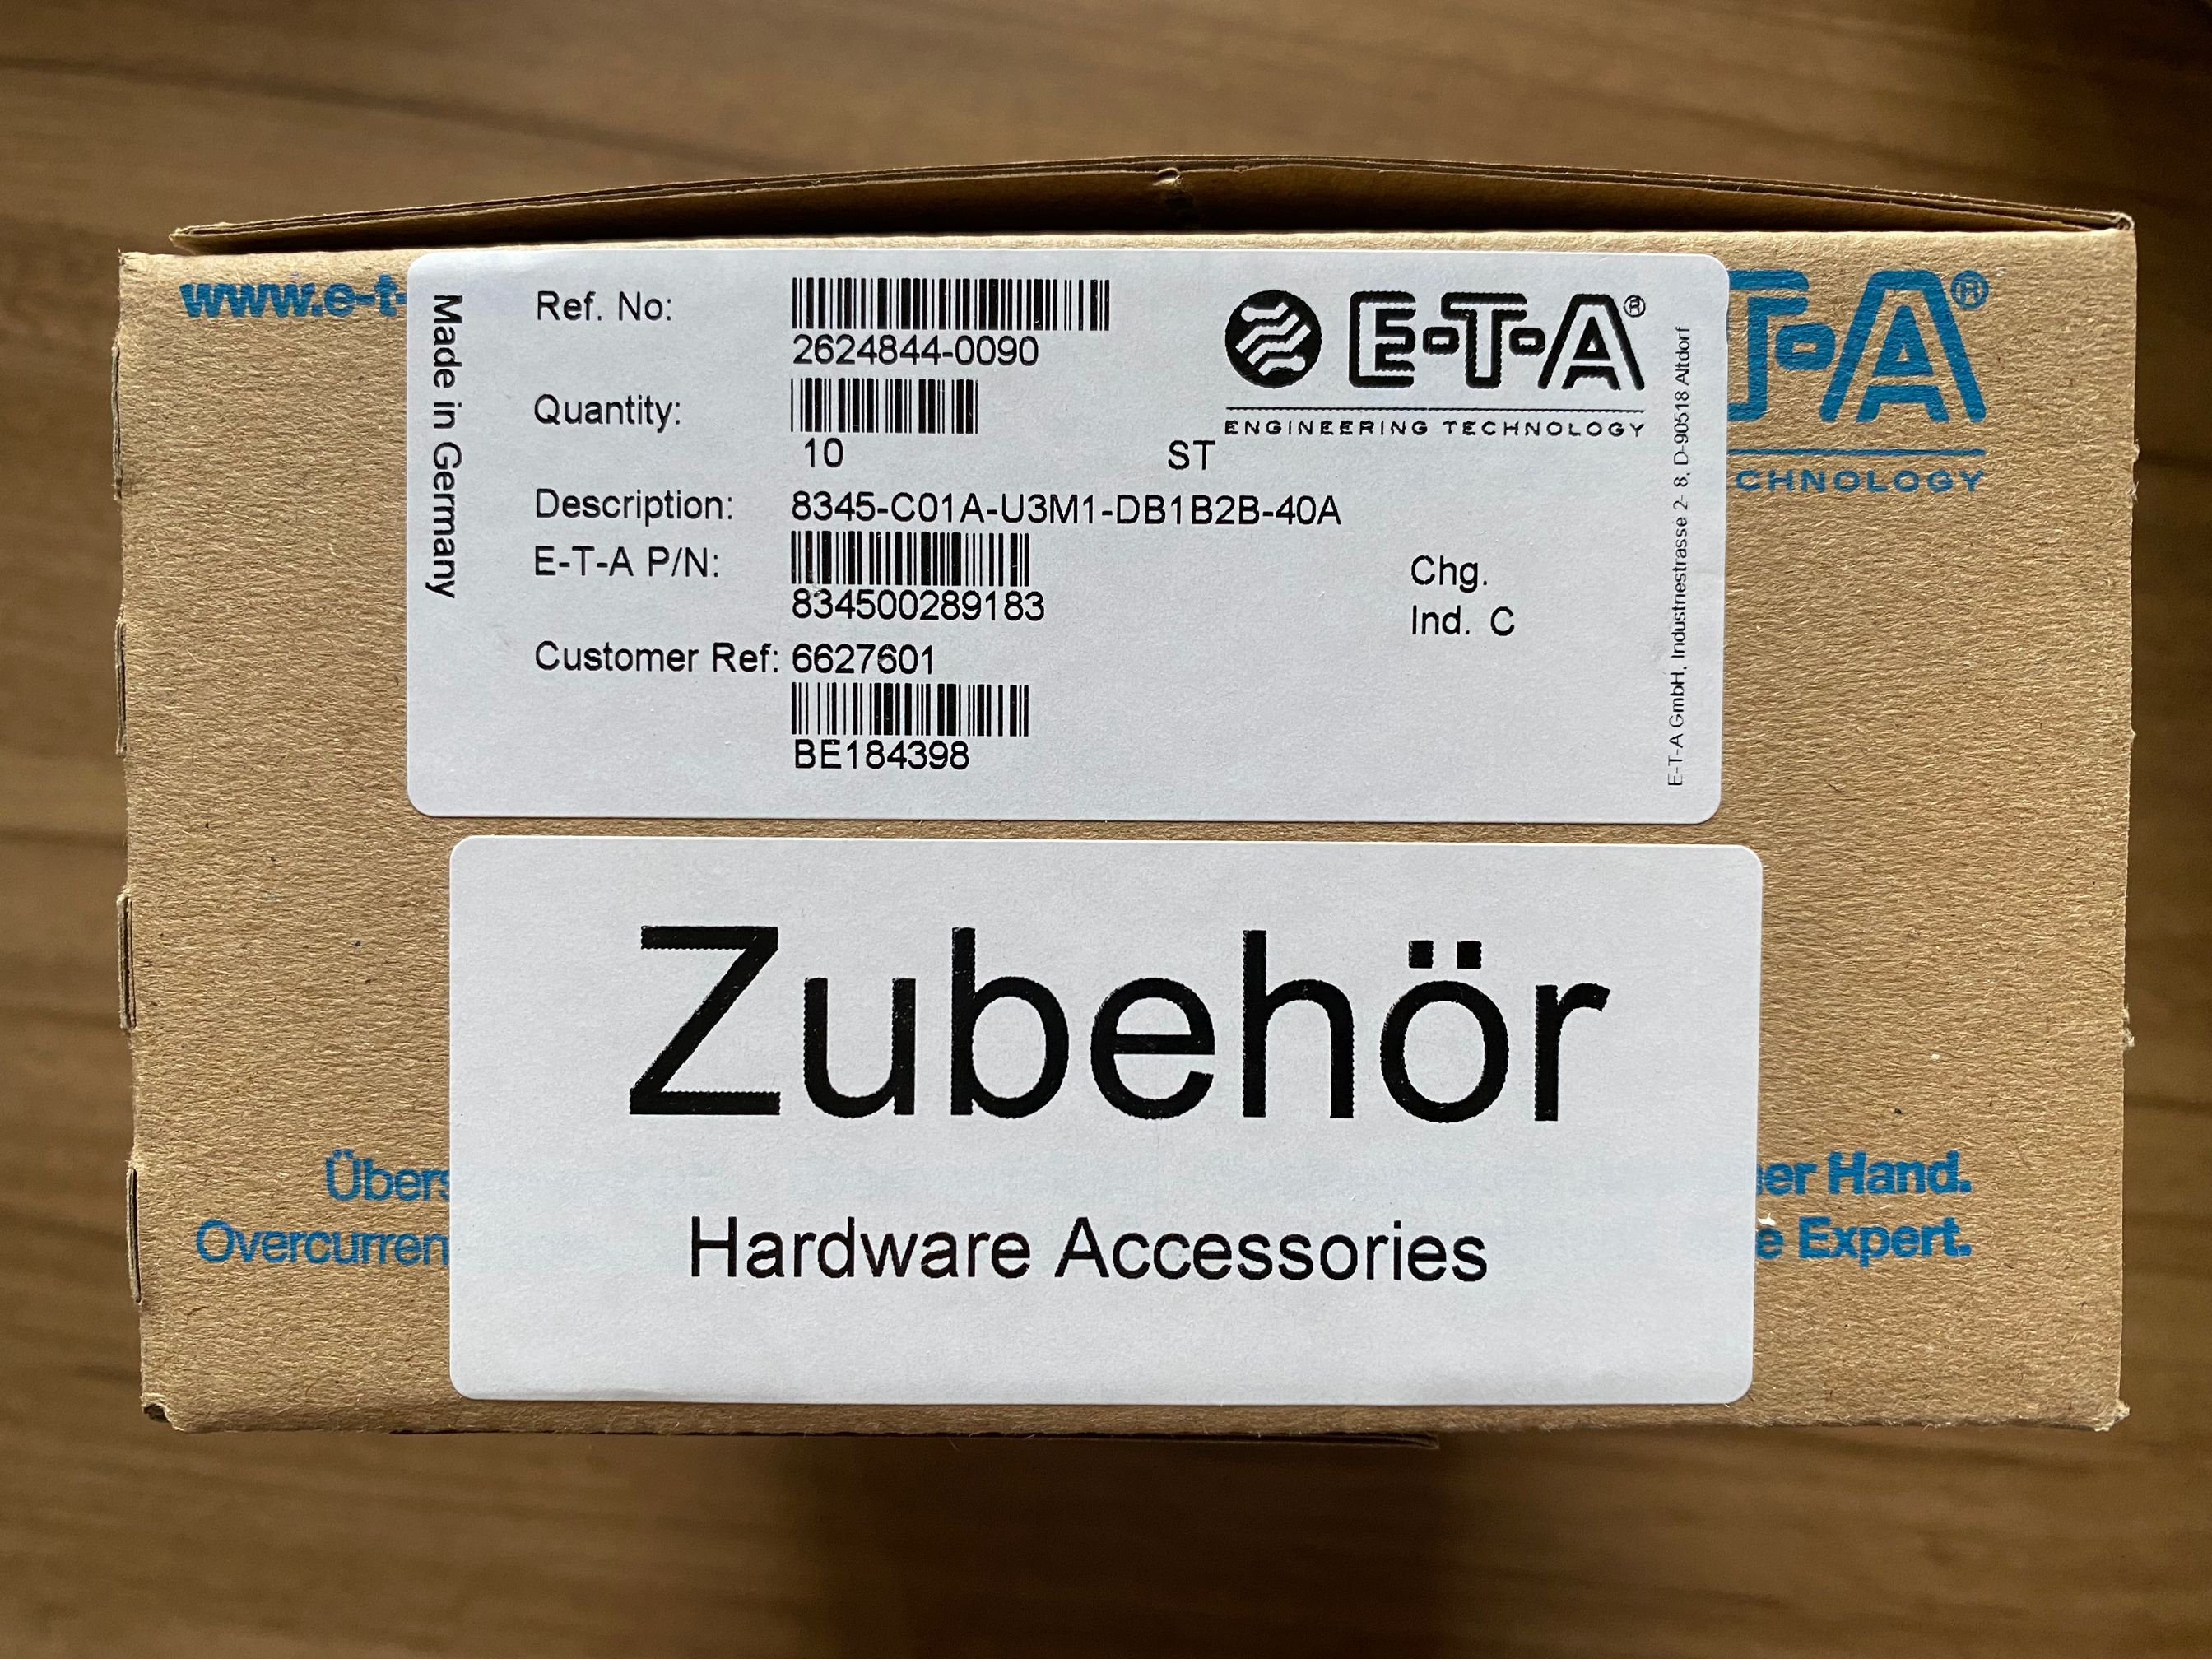 www.e-t-
Made in Germany
Ref. No:
2624844-0090
Quantity:
10 ST
Description: 8345-C01A-U3M1-DB1B2B-40A
E-T-A P/N:
834500289183
Customer Ref: 6627601
BE184398
E-T-A®
ENGINEERING TECHNOLOGY
Chg.
Ind. C
E-T-A GmbH, Industriestrasse 2-8, D-90518 Altdorf
T-A®
CHNOLOGY
Zubehör
Hardware Accessories
Übers
er Hand.
Overcurren
e Expert.